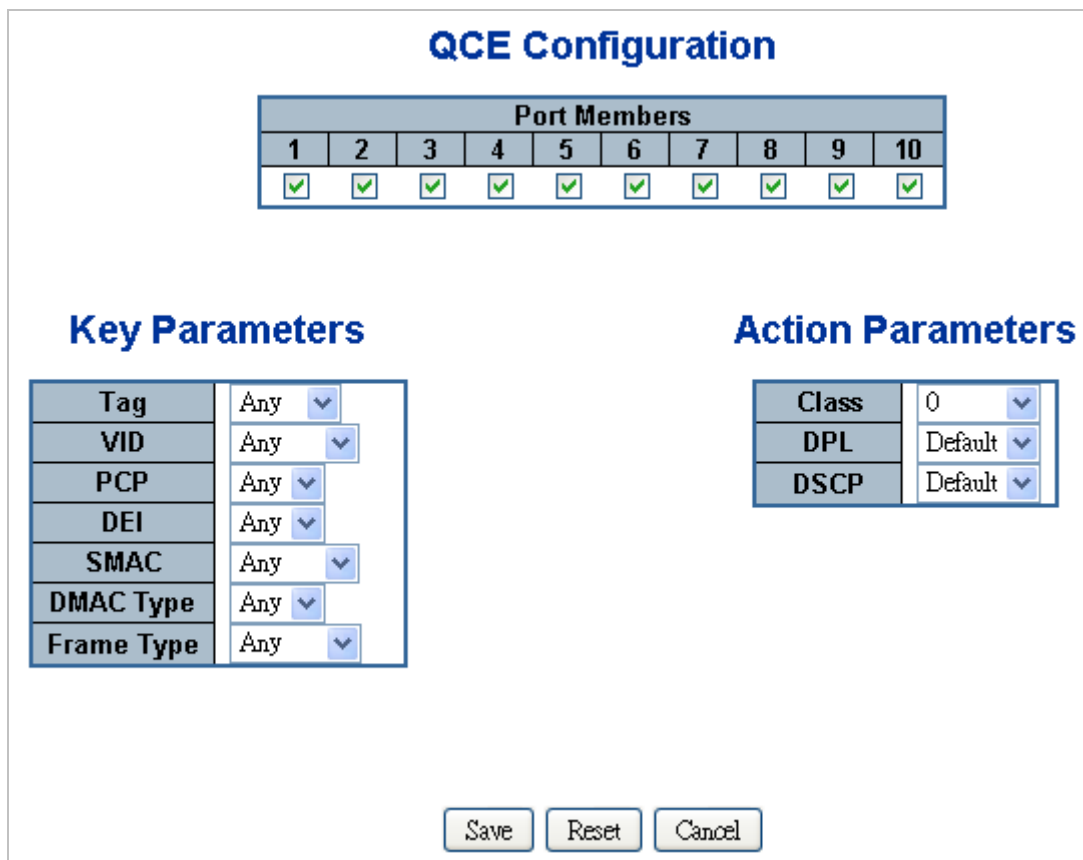 QCE Configuration
Port Members
1 2 3 4 5 6 7 8 9 10
Key Parameters
Tag Any
VID Any
PCP Any
DEI Any
SMAC Any
DMAC Type Any
Frame Type Any
Action Parameters
Class 0
DPL Default
DSCP Default
Save Reset Cancel